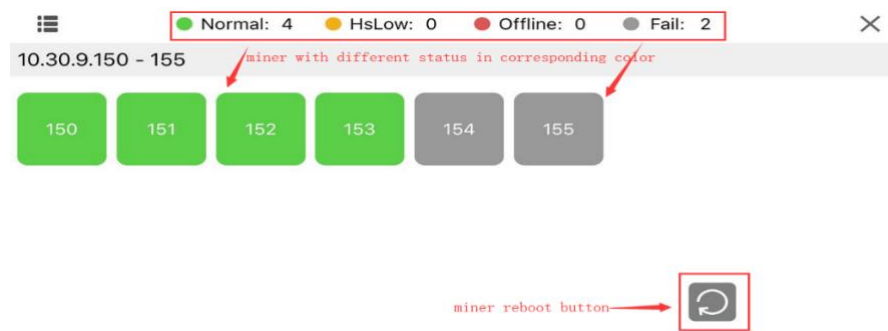 Normal: 4 HsLow: 0 Offline: 0 Fail: 2
10.30.9.150 - 155 miner with different status in corresponding color
150 151 152 153 154 155
miner reboot button